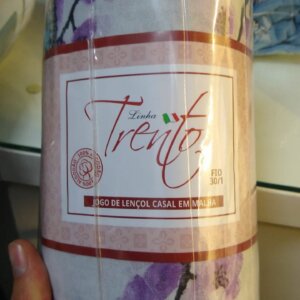 Linha
Trento
FIO
30/1
JOGO DE LENÇOL CASAL EM MALHA